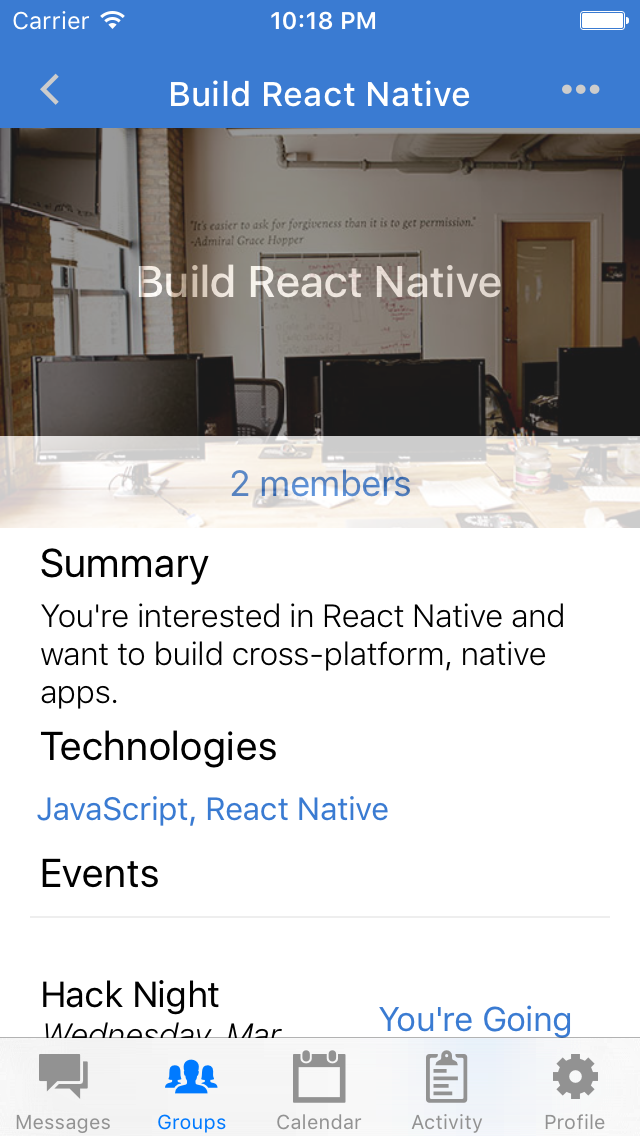 Carrier 10:18 PM
Build React Native
"It's easier to ask for forgiveness than it is to get permission."
-Admiral Grace Hopper
Build React Native
2 members
Summary
You're interested in React Native and
want to build cross-platform, native
apps.
Technologies
JavaScript, React Native
Events
Hack Night
You're Going
Wednesday, Mar
Messages Groups Calendar Activity Profile